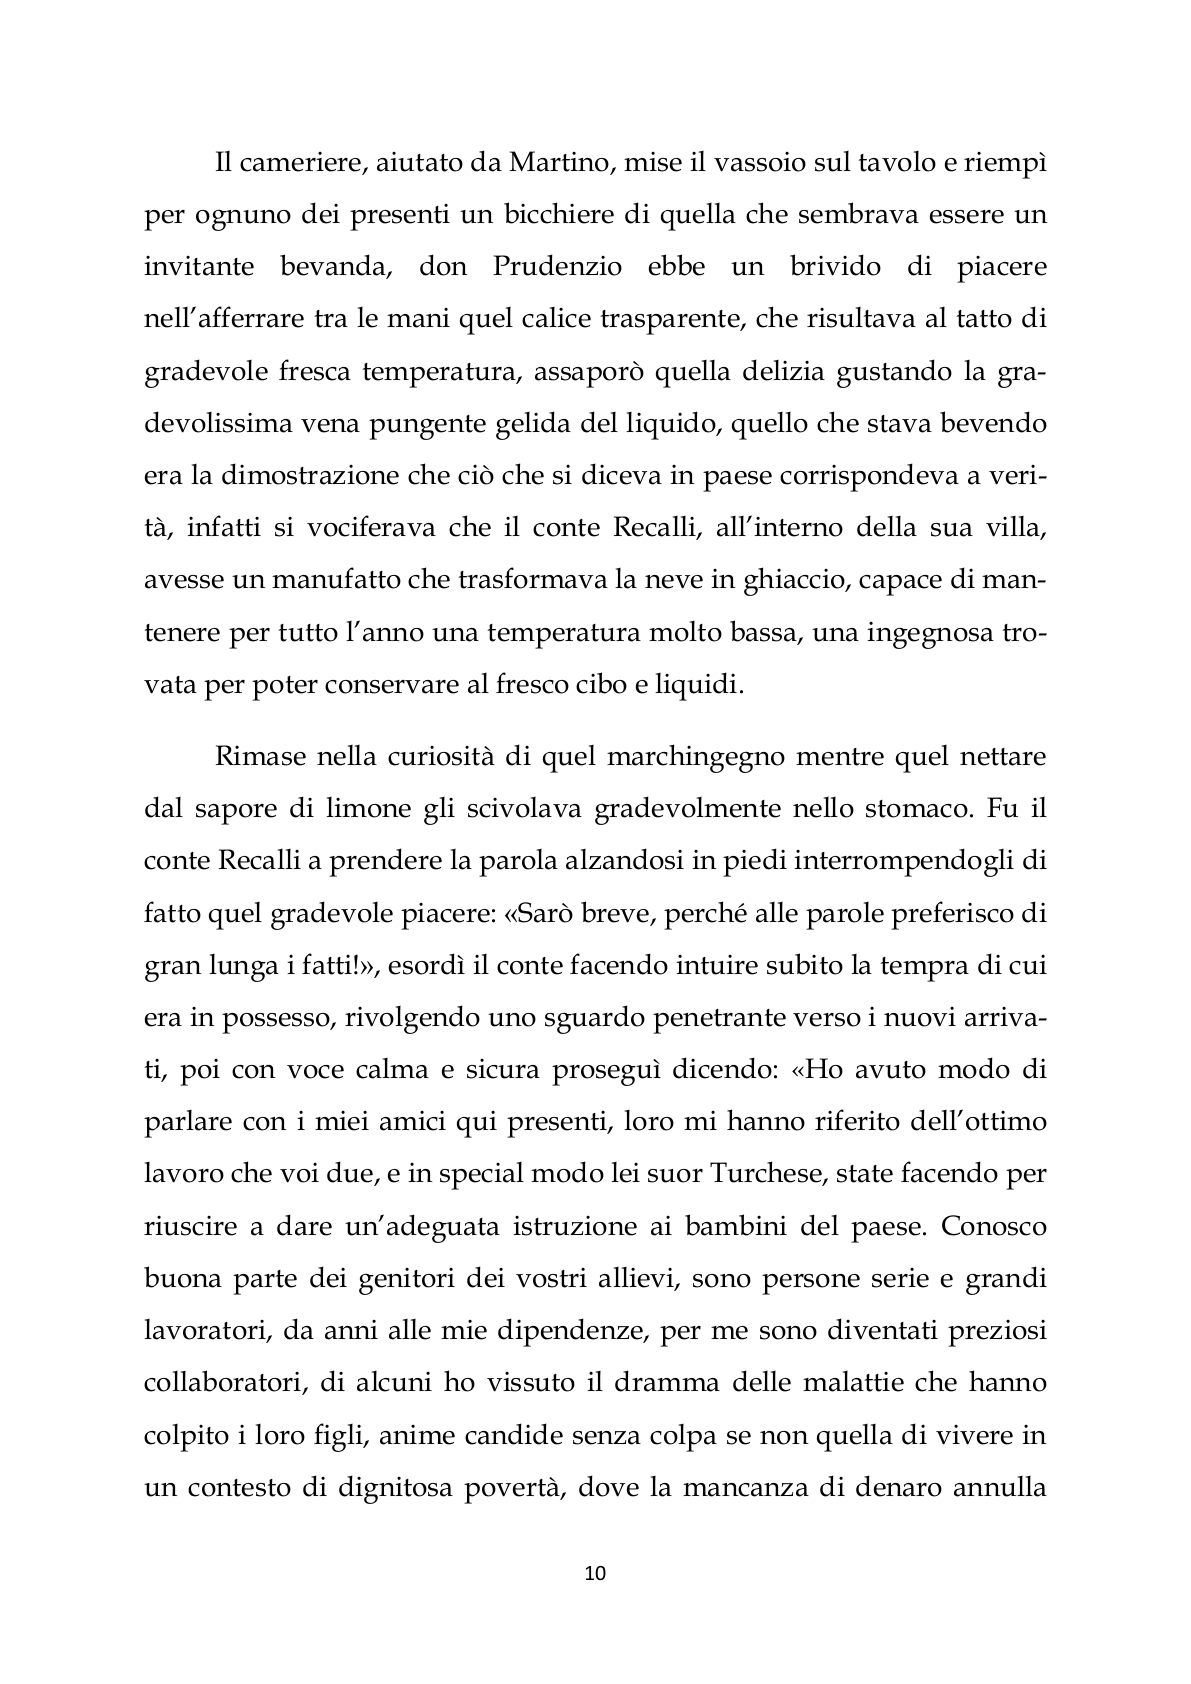 Il cameriere, aiutato da Martino, mise il vassoio sul tavolo e riempì
per ognuno dei presenti un bicchiere di quella che sembrava essere un
invitante bevanda, don Prudenzio ebbe un brivido di piacere
nell’afferrare tra le mani quel calice trasparente, che risultava al tatto di
gradevole fresca temperatura, assaporò quella delizia gustando la gra-
devolissima vena pungente gelida del liquido, quello che stava bevendo
era la dimostrazione che ciò che si diceva in paese corrispondeva a veri-
tà, infatti si vociferava che il conte Recalli, all’interno della sua villa,
avesse un manufatto che trasformava la neve in ghiaccio, capace di man-
tenere per tutto l’anno una temperatura molto bassa, una ingegnosa tro-
vata per poter conservare al fresco cibo e liquidi.
Rimase nella curiosità di quel marchingegno mentre quel nettare
dal sapore di limone gli scivolava gradevolmente nello stomaco. Fu il
conte Recalli a prendere la parola alzandosi in piedi interrompendogli di
fatto quel gradevole piacere: «Sarò breve, perché alle parole preferisco di
gran lunga i fatti!», esordì il conte facendo intuire subito la tempra di cui
era in possesso, rivolgendo uno sguardo penetrante verso i nuovi arriva-
ti, poi con voce calma e sicura proseguì dicendo: «Ho avuto modo di
parlare con i miei amici qui presenti, loro mi hanno riferito dell’ottimo
lavoro che voi due, e in special modo lei suor Turchese, state facendo per
riuscire a dare un’adeguata istruzione ai bambini del paese. Conosco
buona parte dei genitori dei vostri allievi, sono persone serie e grandi
lavoratori, da anni alle mie dipendenze, per me sono diventati preziosi
collaboratori, di alcuni ho vissuto il dramma delle malattie che hanno
colpito i loro figli, anime candide senza colpa se non quella di vivere in
un contesto di dignitosa povertà, dove la mancanza di denaro annulla
10